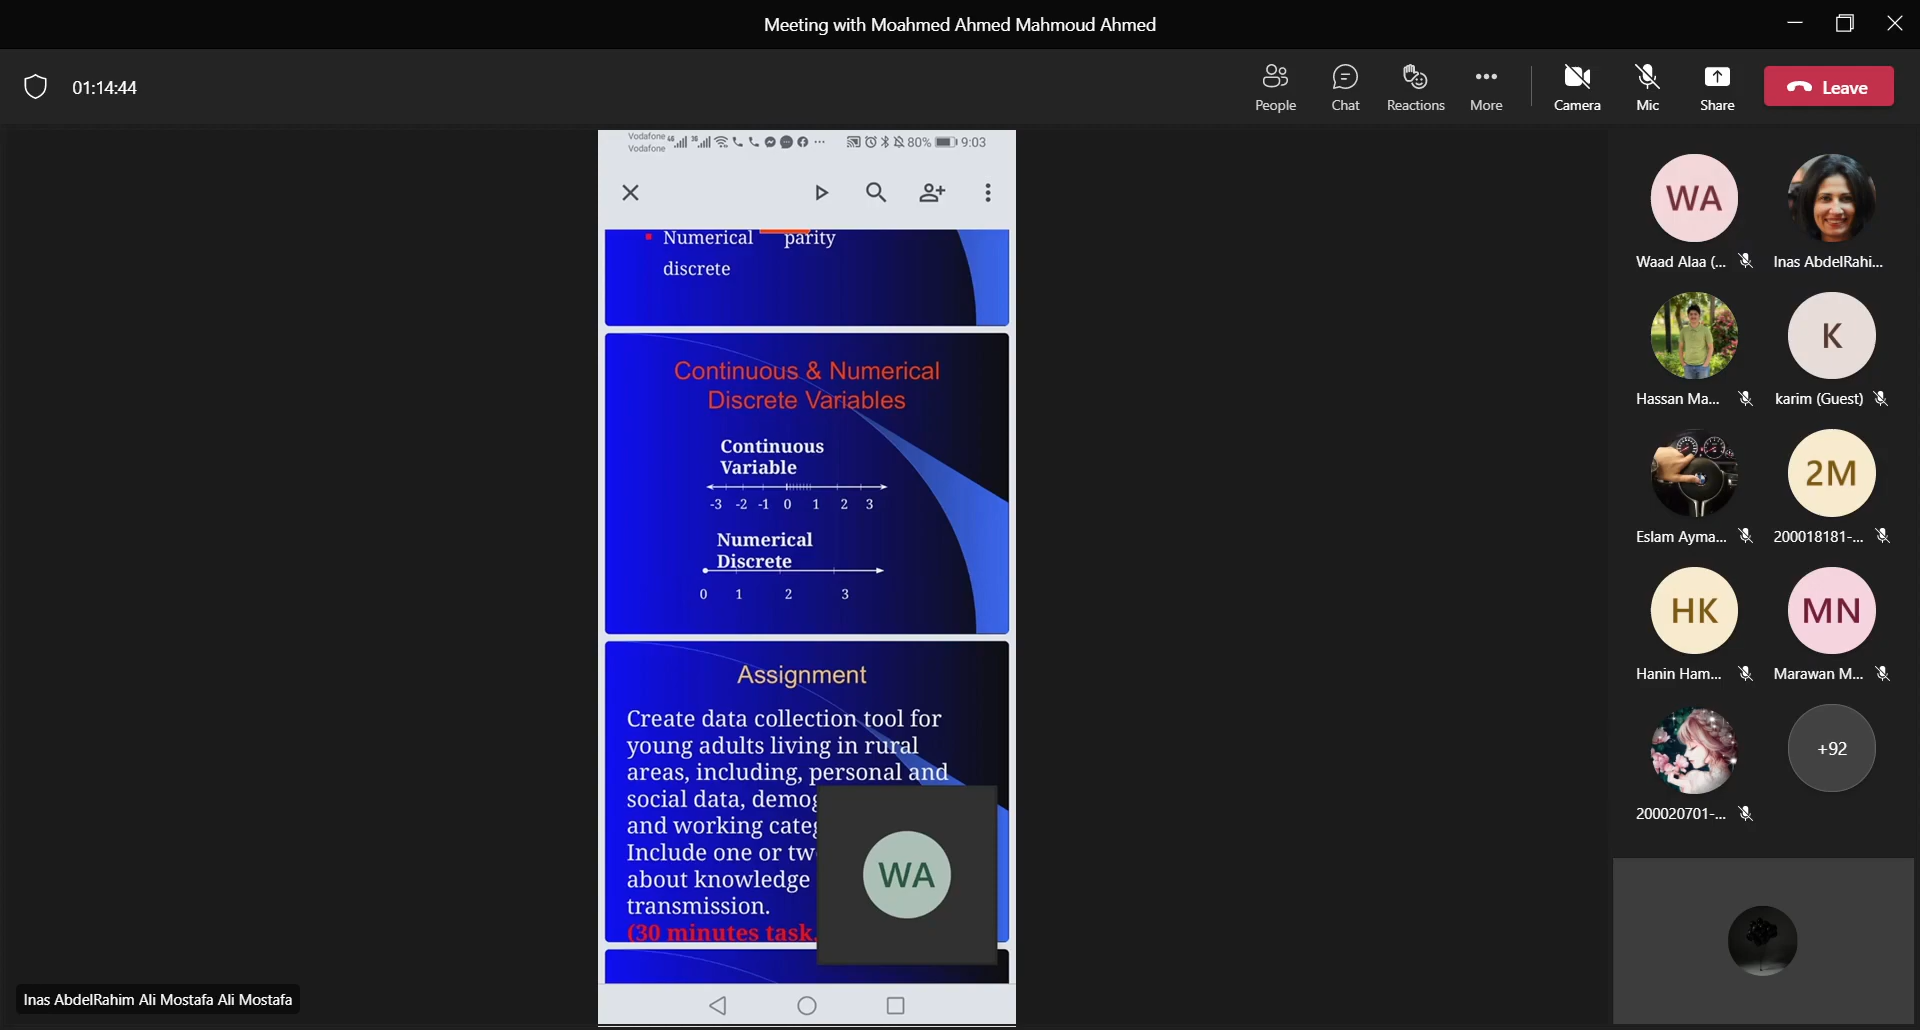 Meeting with Moahmed Ahmed Mahmoud Ahmed
01:14:44
People
Chat
Reactions
More
Camera
Mic
Share
Leave
Vodafone 4G 3G
Vodafone
80% 9:03
Numerical parity
discrete
Continuous & Numerical
Discrete Variables
Continuous
Variable
-3 -2 -1 0 1 2 3
Numerical
Discrete
0 1 2 3
Assignment
Create data collection tool for
young adults living in rural
areas, including, personal and
social data, demog
and working categ
Include one or tw
about knowledge
transmission.
(30 minutes task
WA
WA
Waad Alaa (...
Inas AbdelRahi...
Hassan Ma...
K
karim (Guest)
Eslam Ayma...
2M
200018181-...
HK
Hanin Ham...
MN
Marawan M...
200020701-...
+92
Inas AbdelRahim Ali Mostafa Ali Mostafa